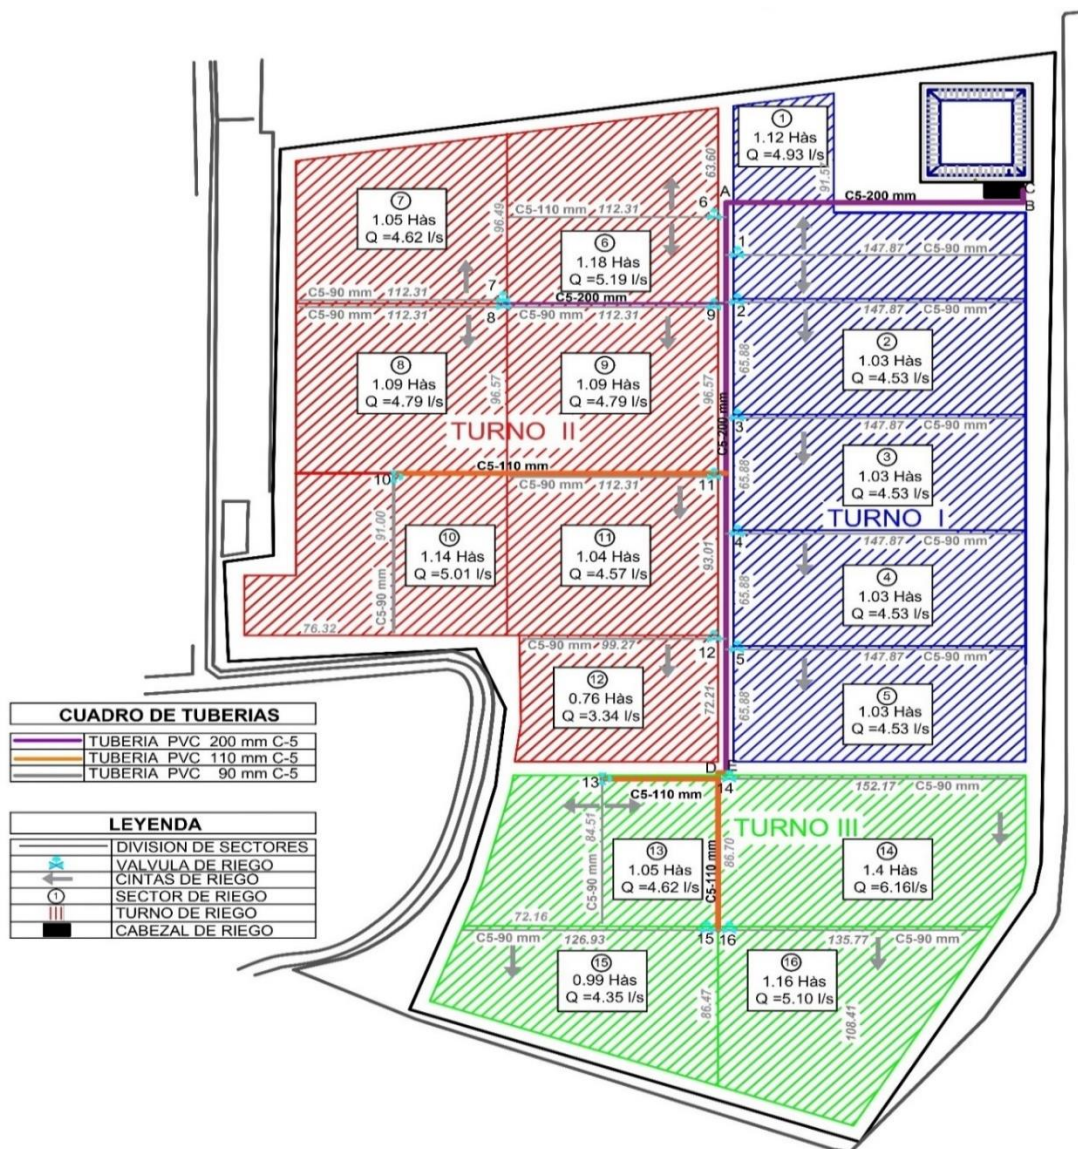 ①
1.12 Hàs
Q =4.93 l/s
91.51
C
B
A
C5-200 mm
63.60
6
C5-110 mm 112.31
⑦
1.05 Hàs
Q =4.62 l/s
96.49
⑥
1.18 Hàs
Q =5.19 l/s
1
147.87 C5-90 mm
7
C5-90 mm 112.31
C5-200 mm
2
147.87 C5-90 mm
C5-90 mm 112.31
8
C5-90 mm 112.31
9
②
1.03 Hàs
Q =4.53 l/s
65.88
⑧
1.09 Hàs
Q =4.79 l/s
96.57
⑨
1.09 Hàs
Q =4.79 l/s
96.57
C5-200 mm
TURNO II
3
147.87 C5-90 mm
③
1.03 Hàs
Q =4.53 l/s
65.88
TURNO I
C5-110 mm
10
C5-90 mm 112.31
11
91.00
C5-90 mm
⑩
1.14 Hàs
Q =5.01 l/s
⑪
1.04 Hàs
Q =4.57 l/s
93.01
4
147.87 C5-90 mm
④
1.03 Hàs
Q =4.53 l/s
65.88
76.32
C5-90 mm 99.27
12
5
147.87 C5-90 mm
⑫
0.76 Hàs
Q =3.34 l/s
72.21
⑤
1.03 Hàs
Q =4.53 l/s
65.88
CUADRO DE TUBERIAS
TUBERIA PVC 200 mm C-5
TUBERIA PVC 110 mm C-5
TUBERIA PVC 90 mm C-5
D E
13
C5-110 mm
14
152.17 C5-90 mm
84.51
C5-90 mm
⑬
1.05 Hàs
Q =4.62 l/s
C5-110 mm
86.70
TURNO III
⑭
1.4 Hàs
Q =6.16l/s
LEYENDA
DIVISION DE SECTORES
VALVULA DE RIEGO
CINTAS DE RIEGO
① SECTOR DE RIEGO
TURNO DE RIEGO
CABEZAL DE RIEGO
72.16
C5-90 mm 126.93
15
16
135.77 C5-90 mm
⑮
0.99 Hàs
Q =4.35 l/s
86.47
⑯
1.16 Hàs
Q =5.10 l/s
108.41